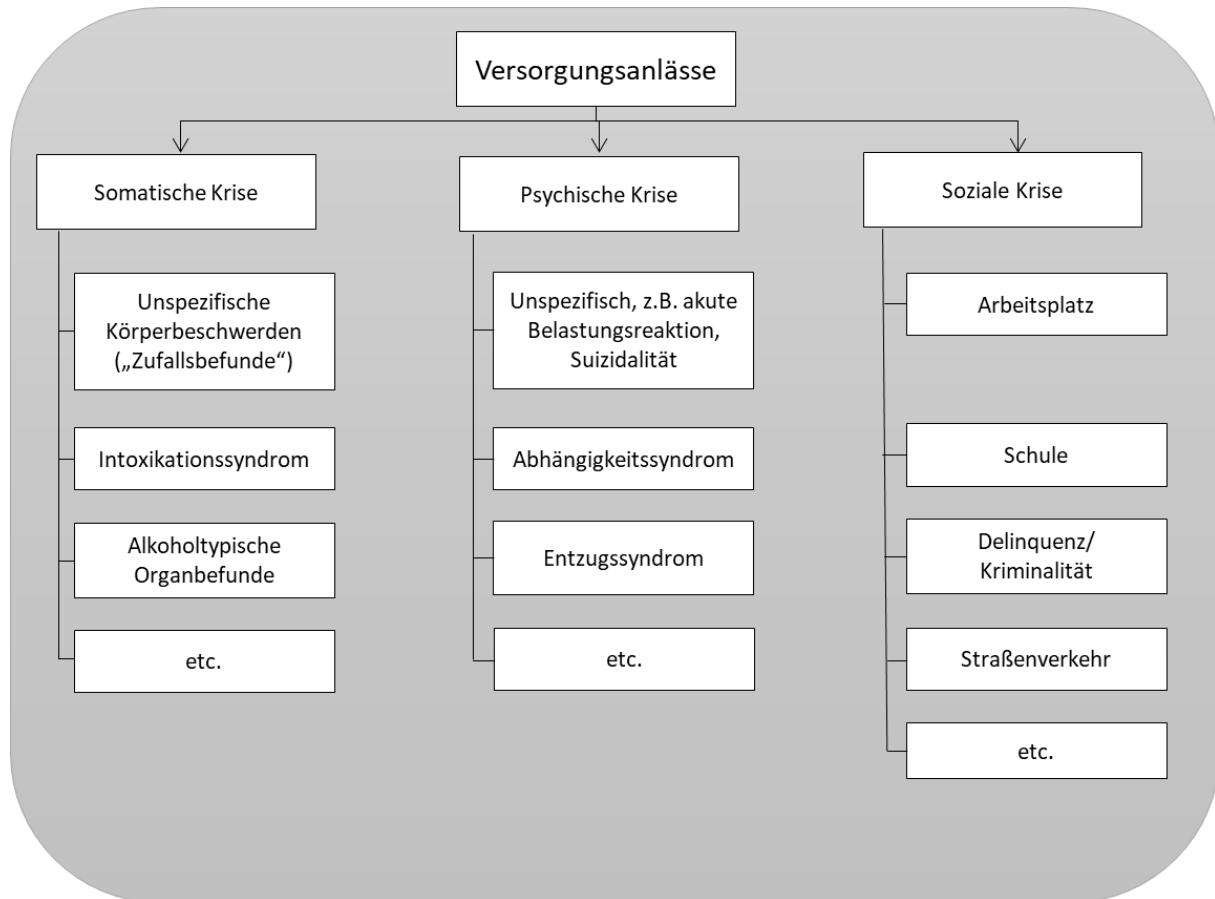 Versorgungsanlässe
Somatische Krise
Unspezifische
Körperbeschwerden
(„Zufallsbefunde“)
Intoxikationssyndrom
Alkoholtypische
Organbefunde
etc.
Psychische Krise
Unspezifisch, z.B. akute
Belastungsreaktion,
Suizidalität
Abhängigkeitssyndrom
Entzugssyndrom
etc.
Soziale Krise
Arbeitsplatz
Schule
Delinquenz/
Kriminalität
Straßenverkehr
etc.